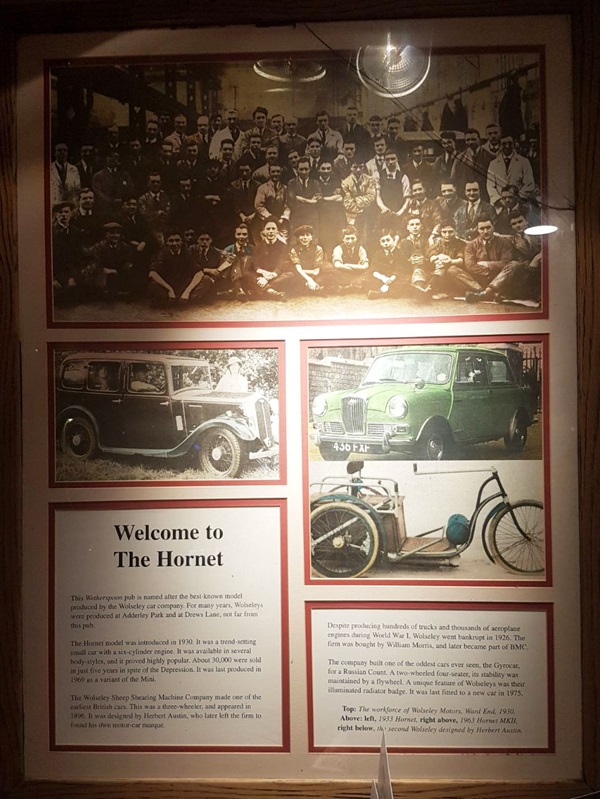 436 FXF
Welcome to
The Hornet
This Wetherspoon pub is named after the best-known model
produced by the Wolseley car company. For many years, Wolseleys
were produced at Adderley Park and at Drews Lane, not far from
this pub.
The Hornet model was introduced in 1930. It was a trend-setting
small car with a six-cylinder engine. It was available in several
body-styles, and it proved highly popular. About 30,000 were sold
in just five years in spite of the Depression. It was last produced in
1969 as a variant of the Mini.
The Wolseley Sheep Shearing Machine Company made one of the
earliest British cars. This was a three-wheeler, and appeared in
1896. It was designed by Herbert Austin, who later left the firm to
found his own motor-car marque.
Despite producing hundreds of trucks and thousands of aeroplane
engines during World War I, Wolseley went bankrupt in 1926. The
firm was bought by William Morris, and later became part of BMC.
The company built one of the oddest cars ever seen, the Gyrocar,
for a Russian Count. A two-wheeled four-seater, its stability was
maintained by a flywheel. A unique feature of Wolseleys was their
illuminated radiator badge. It was last fitted to a new car in 1975.
Top: The workforce of Wolseley Motors, Ward End, 1930.
Above: left, 1933 Hornet, right above, 1963 Hornet MKII,
right below, the second Wolseley designed by Herbert Austin